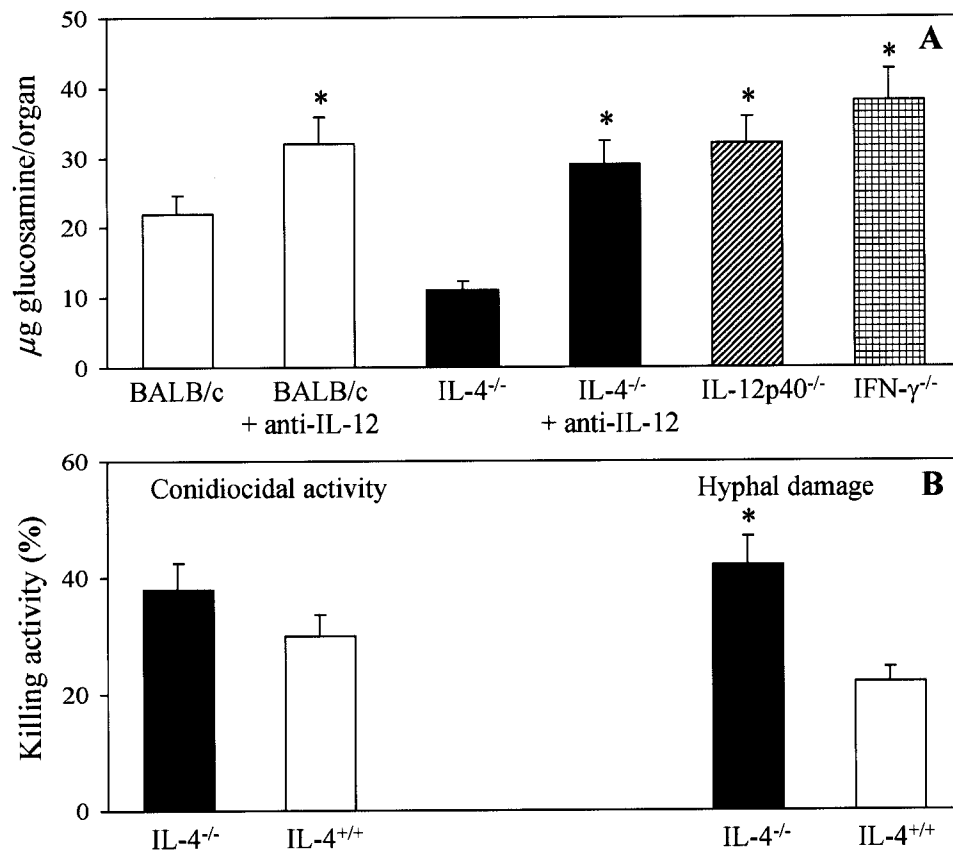 50
A
*
*
*
*
40
30
20
10
0
µg glucosamine/organ
BALB/c
BALB/c
+ anti-IL-12
IL-4-/-
IL-4-/-
+ anti-IL-12
IL-12p40-/-
IFN-γ-/-
60
Conidiocidal activity
Hyphal damage
B
*
40
20
0
Killing activity (%)
IL-4-/-
IL-4+/+
IL-4-/-
IL-4+/+